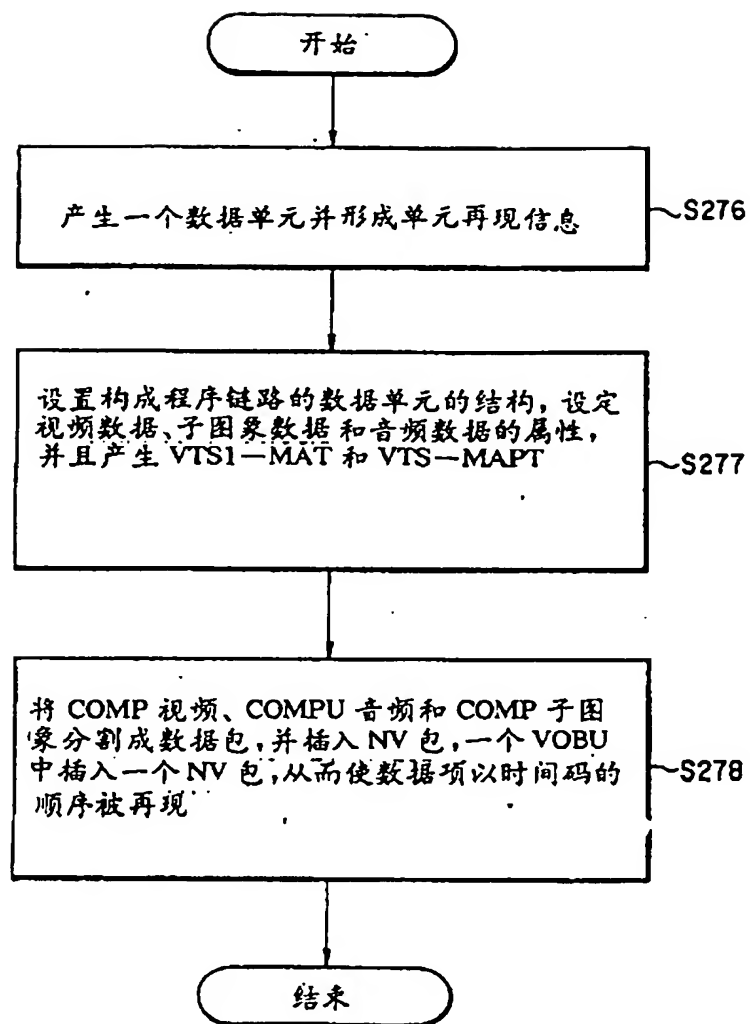 开始
产生一个数据单元并形成单元再现信息
~S276
设置构成程序链路的数据单元的结构，设定
视频数据、子图象数据和音频数据的属性，
并且产生 VTS1—MAT 和 VTS—MAPT
~S277
将 COMP 视频、COMPU 音频和 COMP 子图
象分割成数据包，并插入 NV 包，一个 VOBU
中插入一个 NV 包，从而使数据项以时间码的
顺序被再现
~S278
结束